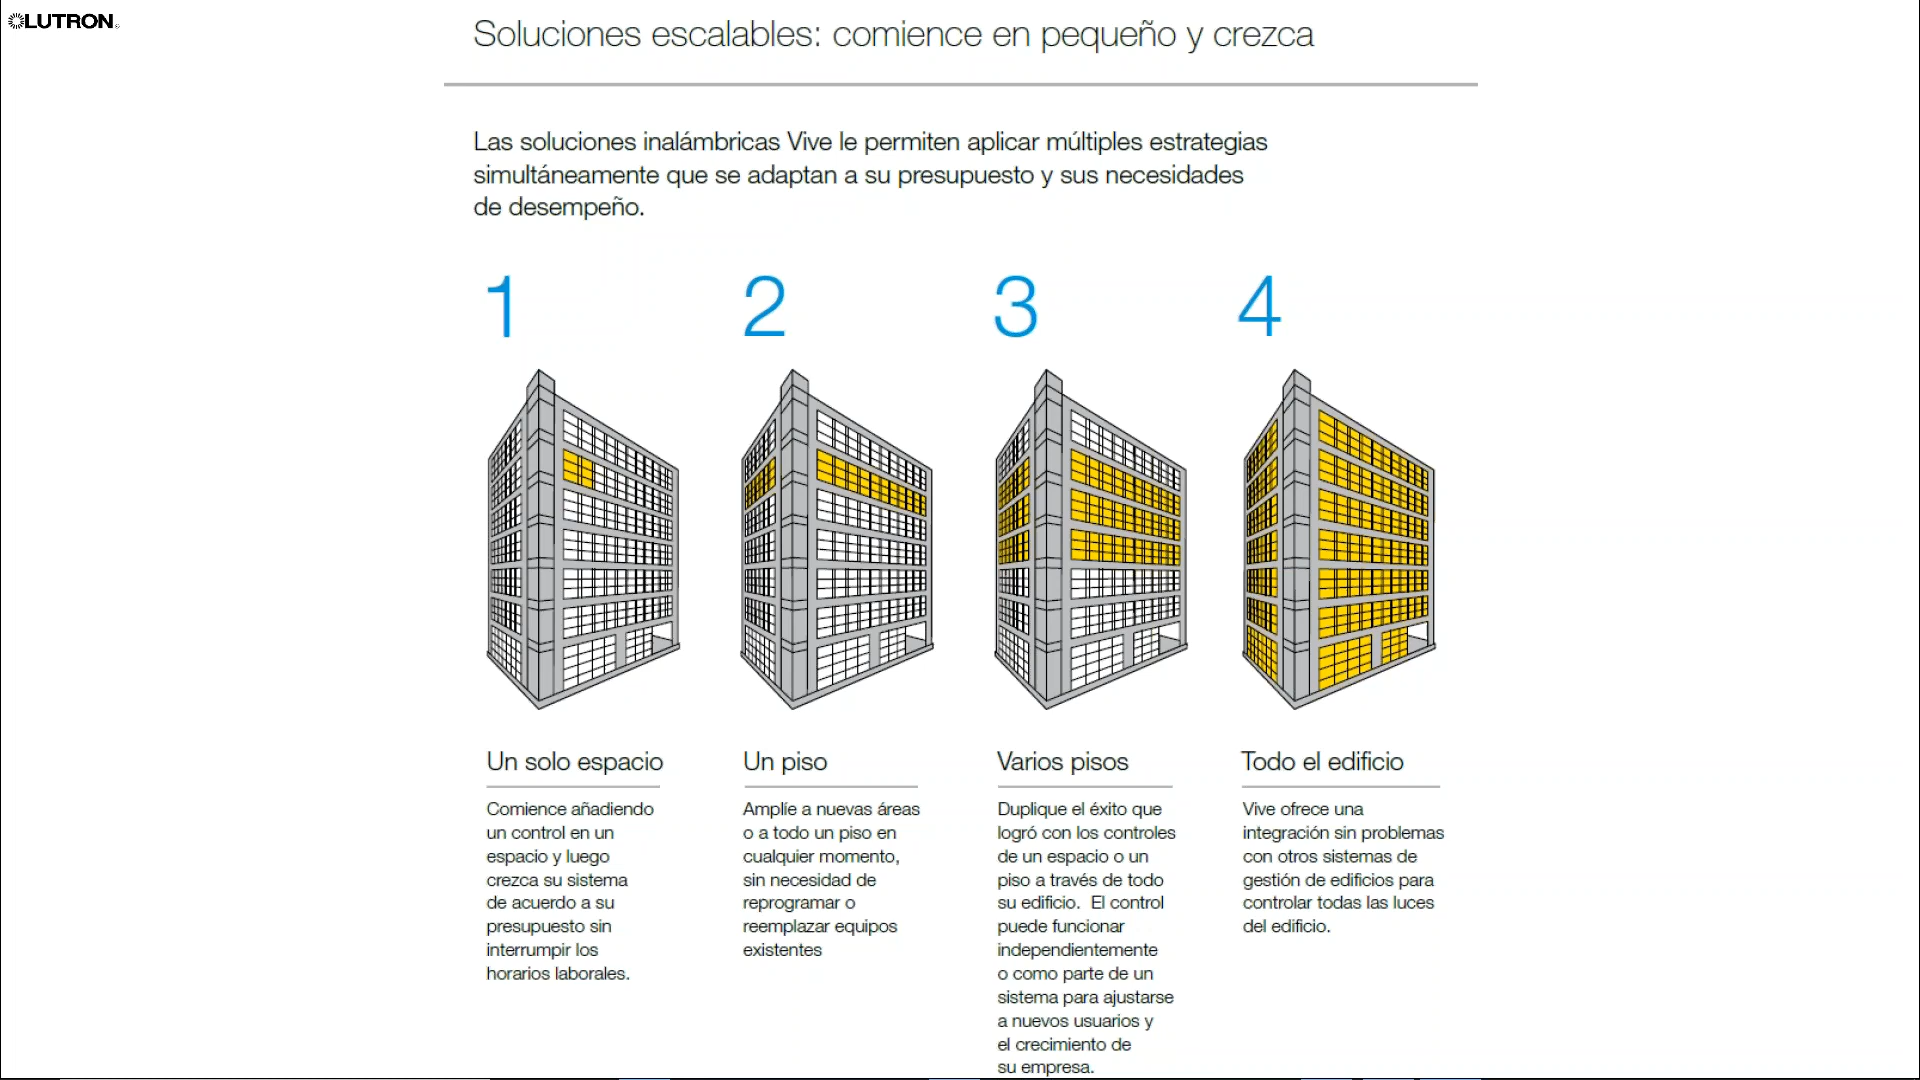 LUTRON
Soluciones escalables: comience en pequeño y crezca
Las soluciones inalámbricas Vive le permiten aplicar múltiples estrategias
simultáneamente que se adaptan a su presupuesto y sus necesidades
de desempeño.
1
2
3
4
Un solo espacio
Comience añadiendo
un control en un
espacio y luego
crezca su sistema
de acuerdo a su
presupuesto sin
interrumpir los
horarios laborales.
Un piso
Amplíe a nuevas áreas
o a todo un piso en
cualquier momento,
sin necesidad de
reprogramar o
reemplazar equipos
existentes
Varios pisos
Duplique el éxito que
logró con los controles
de un espacio o un
piso a través de todo
su edificio. El control
puede funcionar
independientemente
o como parte de un
sistema para ajustarse
a nuevos usuarios y
el crecimiento de
su empresa.
Todo el edificio
Vive ofrece una
integración sin problemas
con otros sistemas de
gestión de edificios para
controlar todas las luces
del edificio.